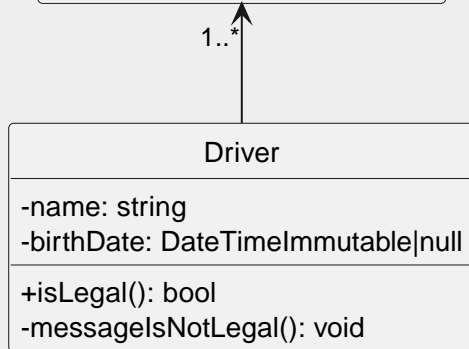 1..*
Driver
-name: string
-birthDate: DateTimeImmutable|null
+isLegal(): bool
-messageIsNotLegal(): void